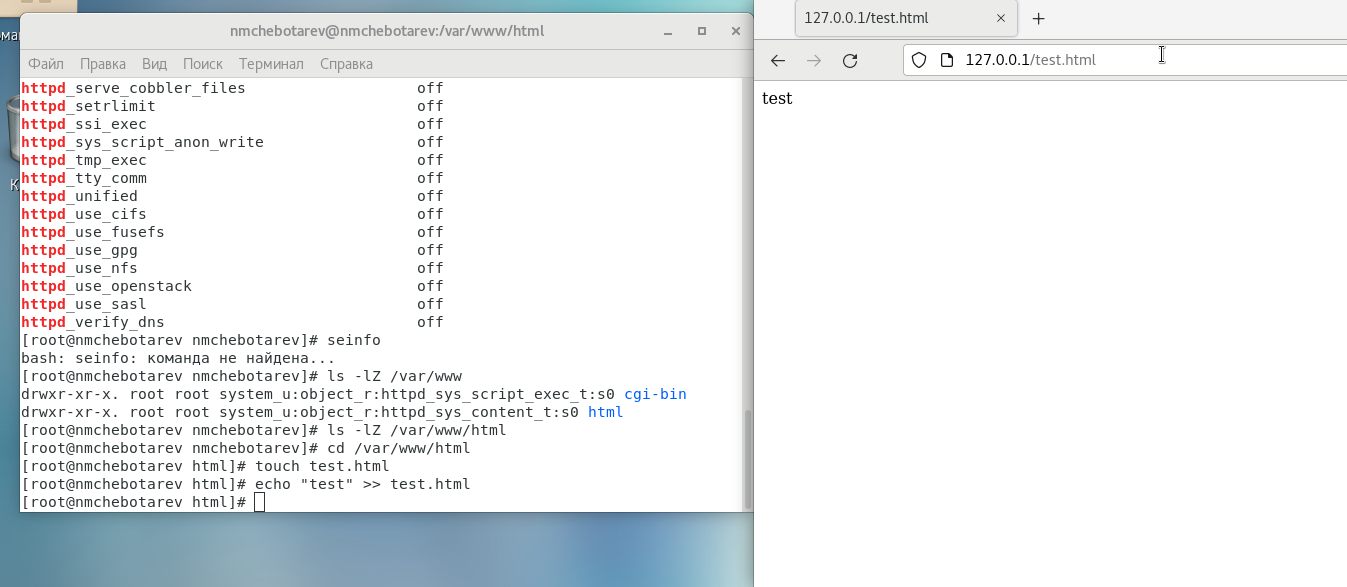 nmchebotarev@nmchebotarev:/var/www/html
Файл Правка Вид Поиск Терминал Справка
httpd_serve_cobbler_files off
httpd_setrlimit off
httpd_ssi_exec off
httpd_sys_script_anon_write off
httpd_tmp_exec off
httpd_tty_comm off
httpd_unified off
httpd_use_cifs off
httpd_use_fusefs off
httpd_use_gpg off
httpd_use_nfs off
httpd_use_openstack off
httpd_use_sasl off
httpd_verify_dns off
[root@nmchebotarev nmchebotarev]# seinfo
bash: seinfo: команда не найдена...
[root@nmchebotarev nmchebotarev]# ls -lZ /var/www
drwxr-xr-x. root root system_u:object_r:httpd_sys_script_exec_t:s0 cgi-bin
drwxr-xr-x. root root system_u:object_r:httpd_sys_content_t:s0 html
[root@nmchebotarev nmchebotarev]# ls -lZ /var/www/html
[root@nmchebotarev nmchebotarev]# cd /var/www/html
[root@nmchebotarev html]# touch test.html
[root@nmchebotarev html]# echo "test" >> test.html
[root@nmchebotarev html]#
127.0.0.1/test.html
127.0.0.1/test.html
test